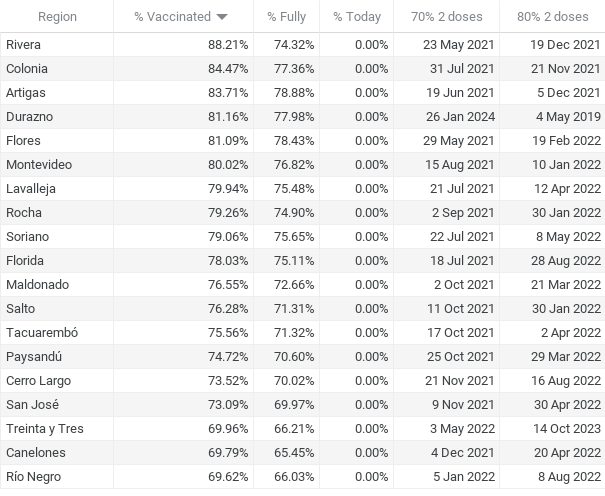 Region % Vaccinated % Fully % Today 70% 2 doses 80% 2 doses
Rivera 88.21% 74.32% 0.00% 23 May 2021 19 Dec 2021
Colonia 84.47% 77.36% 0.00% 31 Jul 2021 21 Nov 2021
Artigas 83.71% 78.88% 0.00% 19 Jun 2021 5 Dec 2021
Durazno 81.16% 77.98% 0.00% 26 Jan 2024 4 May 2019
Flores 81.09% 78.43% 0.00% 29 May 2021 19 Feb 2022
Montevideo 80.02% 76.82% 0.00% 15 Aug 2021 10 Jan 2022
Lavalleja 79.94% 75.48% 0.00% 21 Jul 2021 12 Apr 2022
Rocha 79.26% 74.90% 0.00% 2 Sep 2021 30 Jan 2022
Soriano 79.06% 75.65% 0.00% 22 Jul 2021 8 May 2022
Florida 78.03% 75.11% 0.00% 18 Jul 2021 28 Aug 2022
Maldonado 76.55% 72.66% 0.00% 2 Oct 2021 21 Mar 2022
Salto 76.28% 71.31% 0.00% 11 Oct 2021 30 Jan 2022
Tacuarembó 75.56% 71.32% 0.00% 17 Oct 2021 2 Apr 2022
Paysandú 74.72% 70.60% 0.00% 25 Oct 2021 29 Mar 2022
Cerro Largo 73.52% 70.02% 0.00% 21 Nov 2021 16 Aug 2022
San José 73.09% 69.97% 0.00% 9 Nov 2021 30 Apr 2022
Treinta y Tres 69.96% 66.21% 0.00% 3 May 2022 14 Oct 2023
Canelones 69.79% 65.45% 0.00% 4 Dec 2021 20 Apr 2022
Río Negro 69.62% 66.03% 0.00% 5 Jan 2022 8 Aug 2022